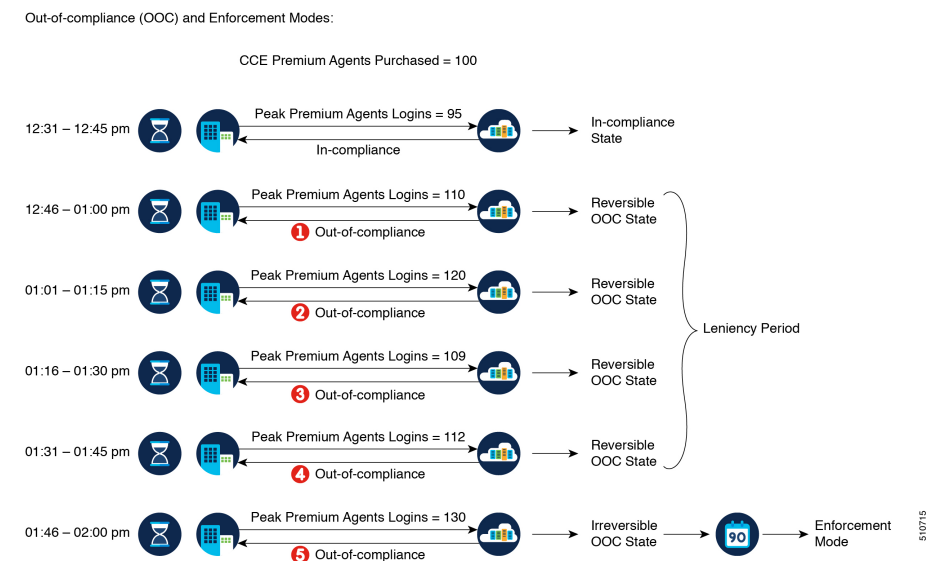 Out-of-compliance (OOC) and Enforcement Modes:
CCE Premium Agents Purchased = 100
12:31 – 12:45 pm
Peak Premium Agents Logins = 95
In-compliance
In-compliance
State
12:46 – 01:00 pm
Peak Premium Agents Logins = 110
1 Out-of-compliance
Reversible
OOC State
01:01 – 01:15 pm
Peak Premium Agents Logins = 120
2 Out-of-compliance
Reversible
OOC State
Leniency Period
01:16 – 01:30 pm
Peak Premium Agents Logins = 109
3 Out-of-compliance
Reversible
OOC State
01:31 – 01:45 pm
Peak Premium Agents Logins = 112
4 Out-of-compliance
Reversible
OOC State
01:46 – 02:00 pm
Peak Premium Agents Logins = 130
5 Out-of-compliance
Irreversible
OOC State
90
Enforcement
Mode
510715